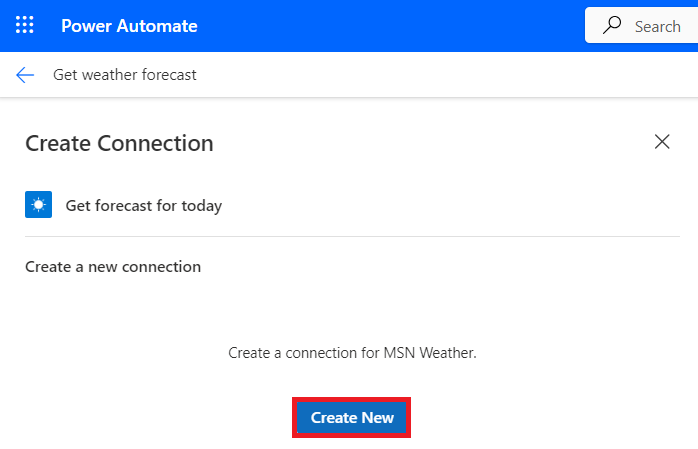 Power Automate
Search
Get weather forecast
Create Connection
Get forecast for today
Create a new connection
Create a connection for MSN Weather.
Create New